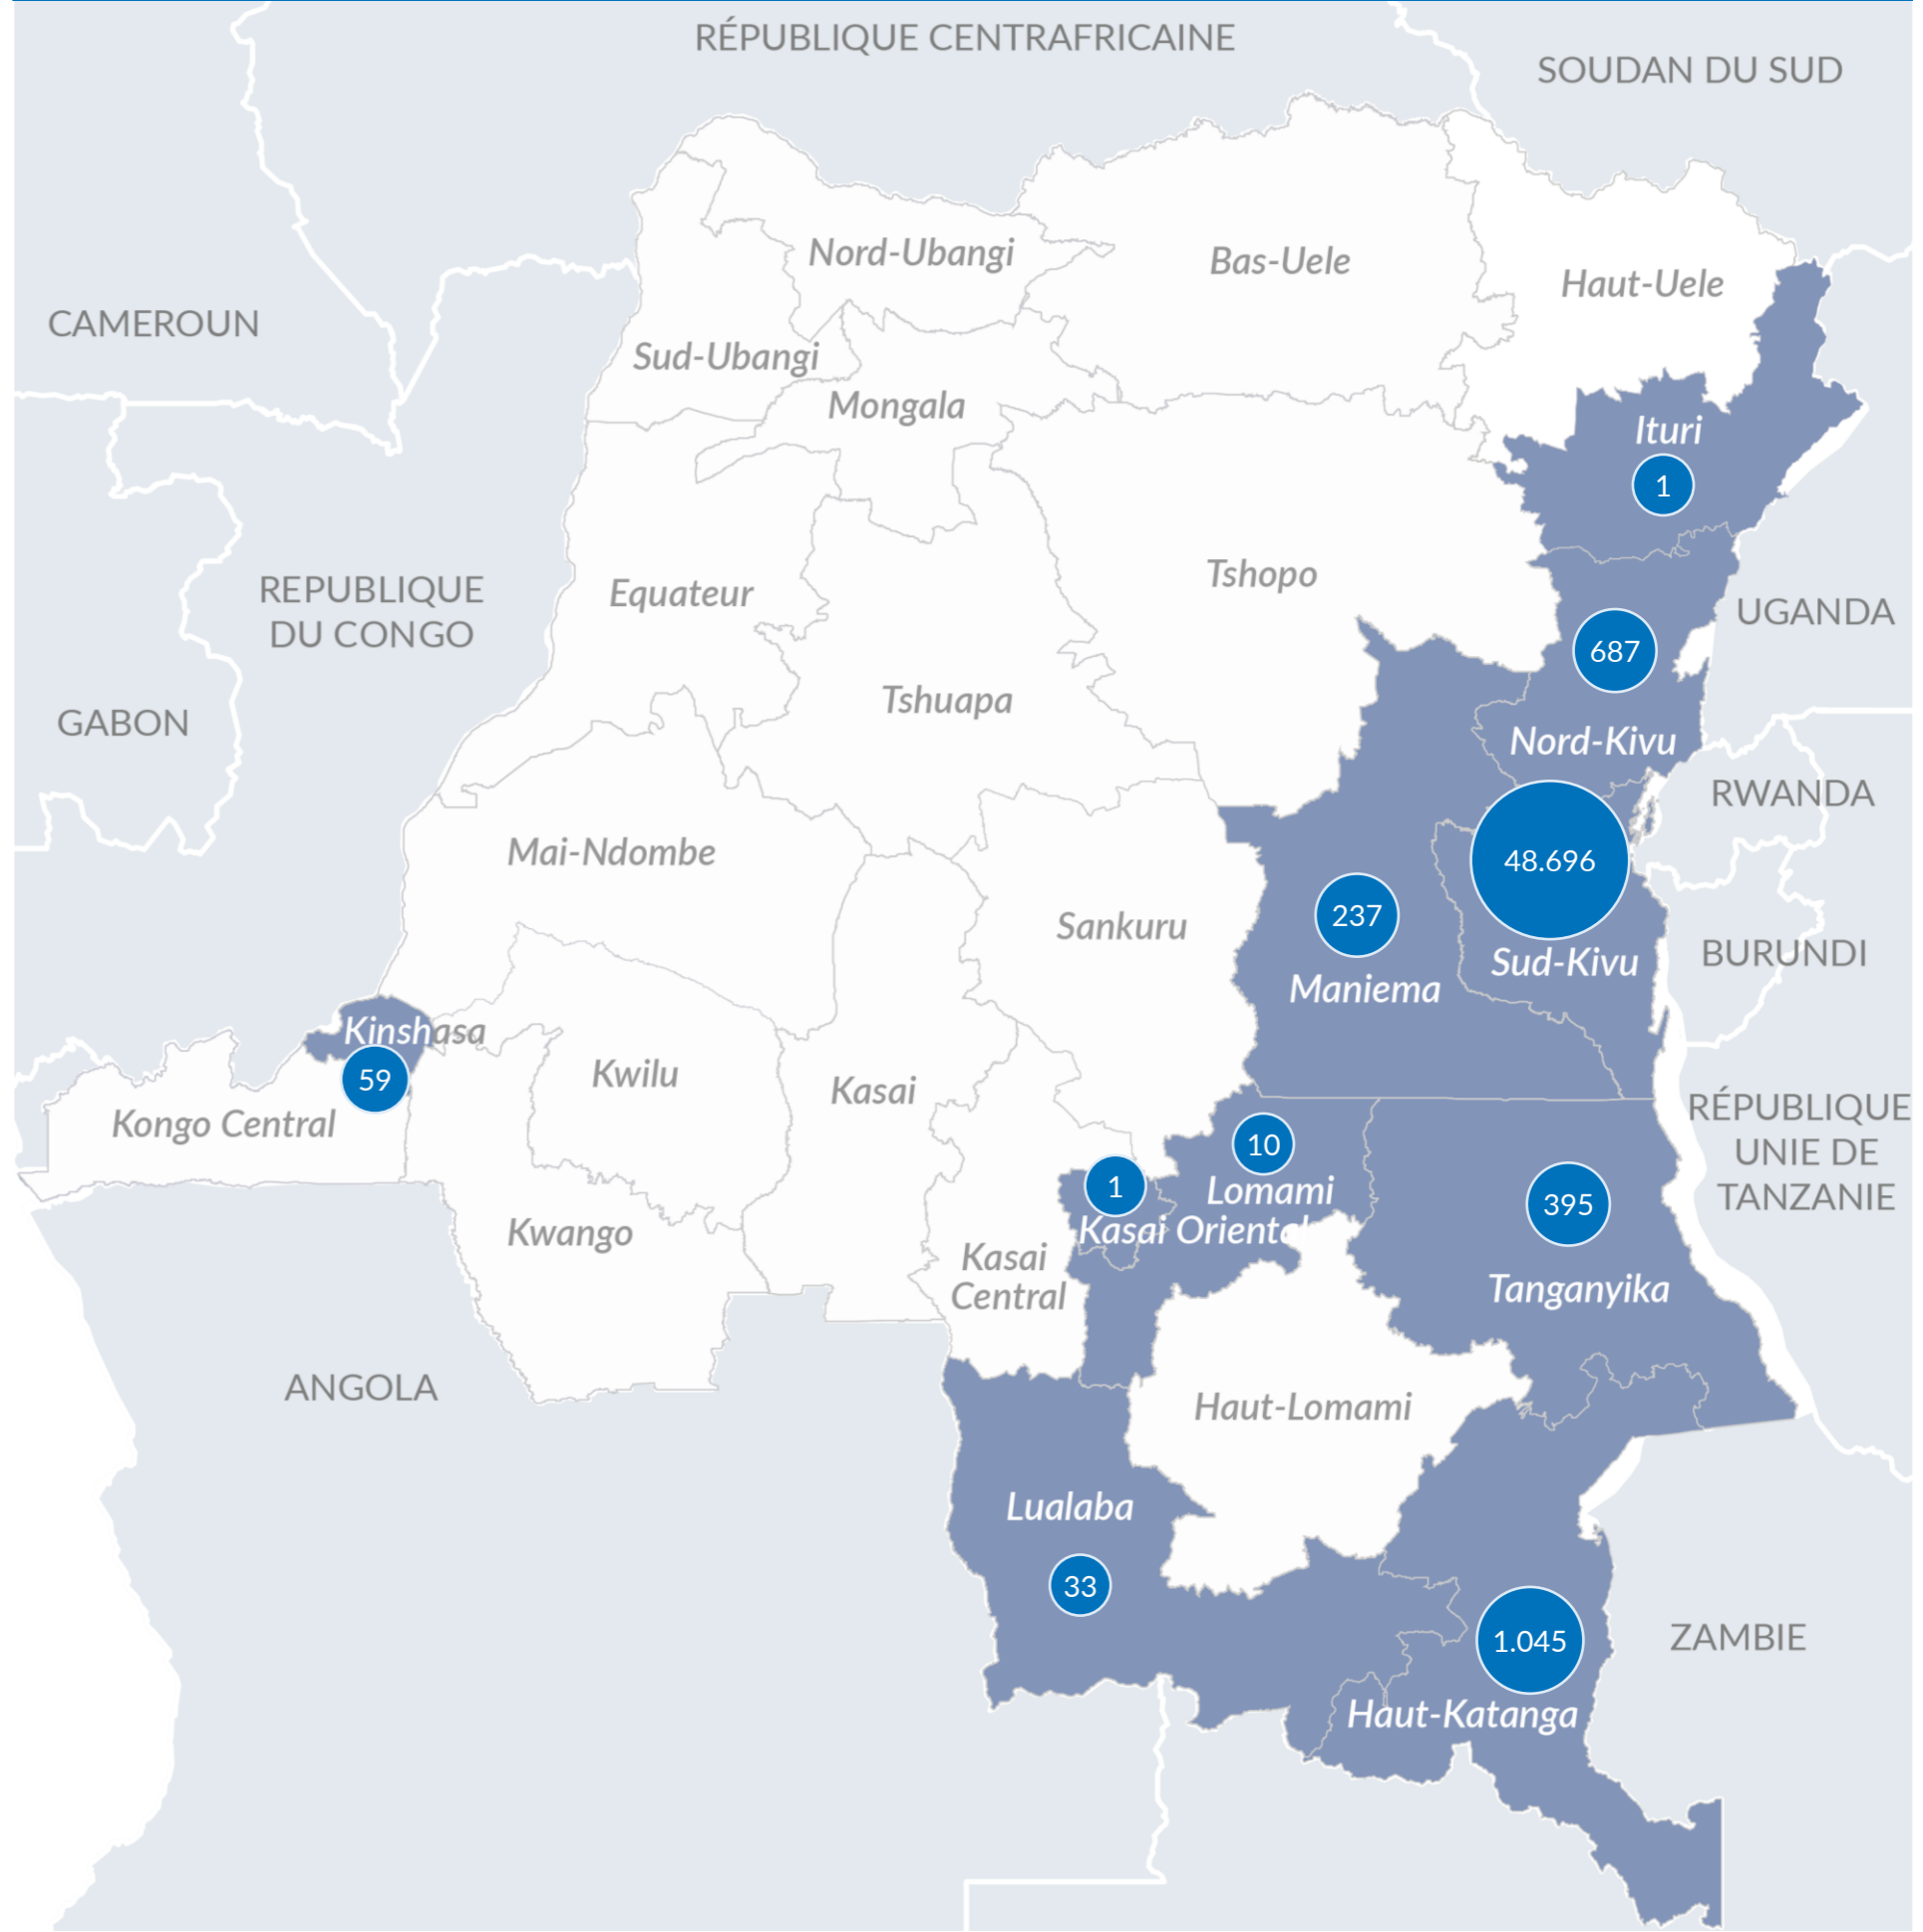 RÉPUBLIQUE CENTRAFRICAINE
SOUDAN DU SUD
Nord-Ubangi
Bas-Uele
Haut-Uele
CAMEROUN
Sud-Ubangi
Mongala
Ituri
1
Tshopo
Equateur
REPUBLIQUE
DU CONGO
UGANDA
687
Tshuapa
GABON
Nord-Kivu
RWANDA
Mai-Ndombe
48.696
237
Sankuru
BURUNDI
Sud-Kivu
Maniema
Kinshasa
59
Kwilu
Kasai
Kongo Central
RÉPUBLIQUE
UNIE DE
TANZANIE
10
1
Lomami
395
Kasai Oriental
Kwango
Kasai
Central
Tanganyika
ANGOLA
Haut-Lomami
Lualaba
33
1.045
ZAMBIE
Haut-Katanga